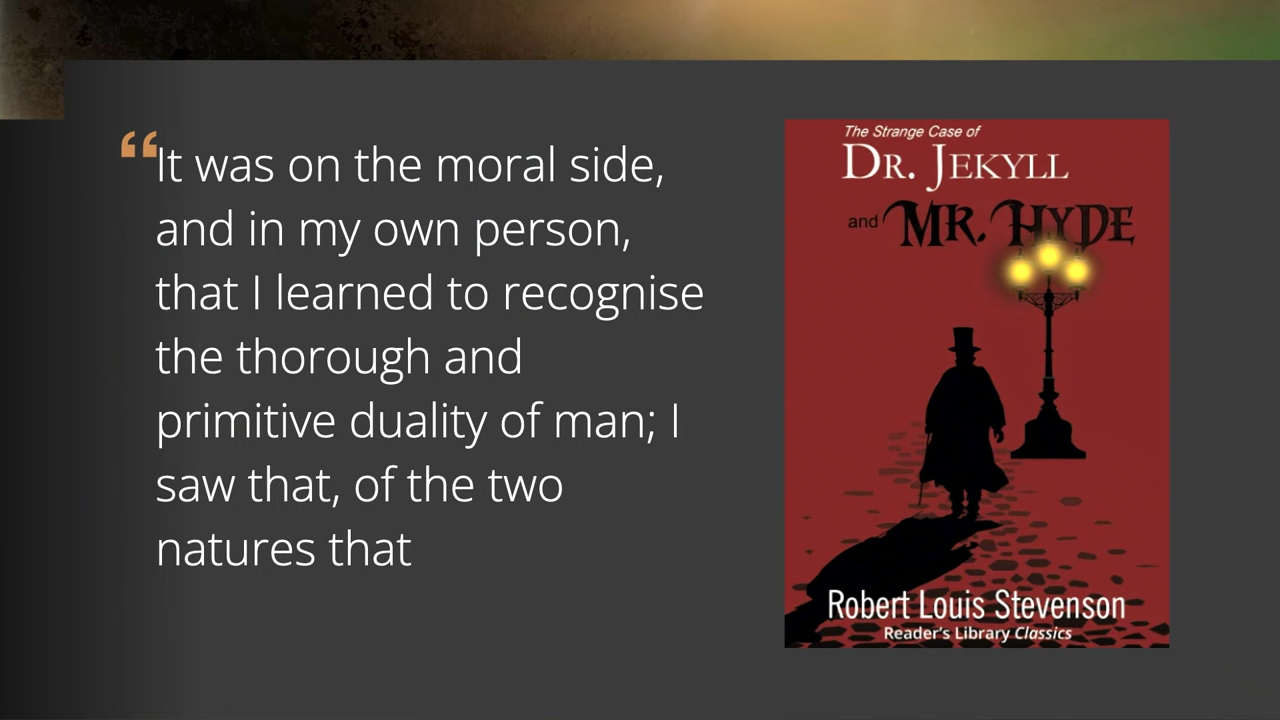 “It was on the moral side,
and in my own person,
that I learned to recognise
the thorough and
primitive duality of man; I
saw that, of the two
natures that
The Strange Case of
DR. JEKYLL
and MR. HYDE
Robert Louis Stevenson
Reader's Library Classics